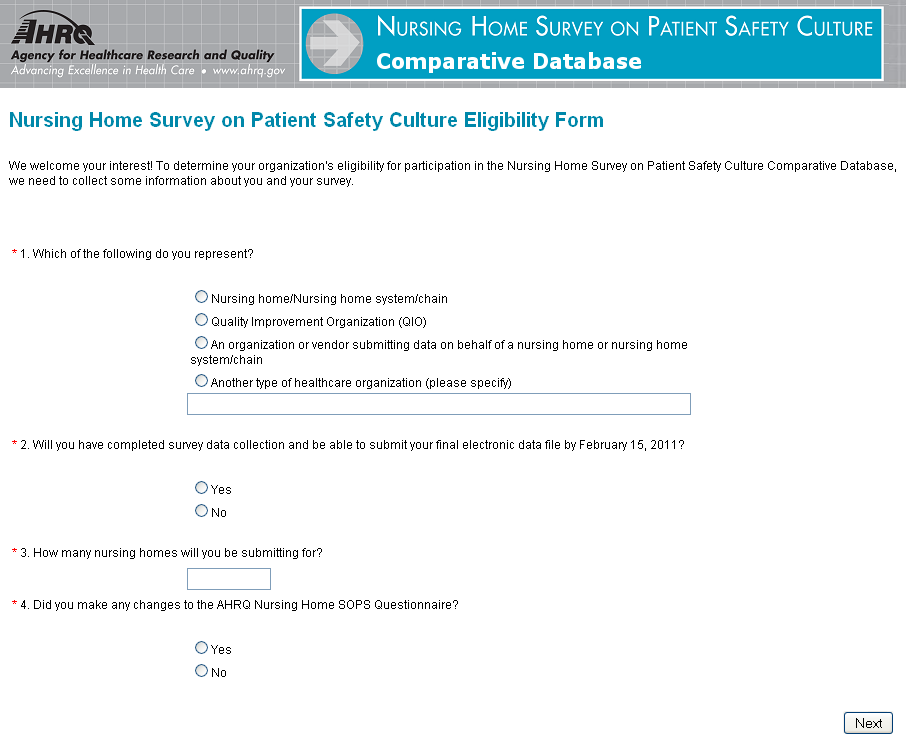 AHRQ
Agency for Healthcare Research and Quality
Advancing Excellence in Health Care • www.ahrq.gov
Nursing Home Survey on Patient Safety Culture
Comparative Database
Nursing Home Survey on Patient Safety Culture Eligibility Form
We welcome your interest! To determine your organization's eligibility for participation in the Nursing Home Survey on Patient Safety Culture Comparative Database,
we need to collect some information about you and your survey.
* 1. Which of the following do you represent?
Nursing home/Nursing home system/chain
Quality Improvement Organization (QIO)
An organization or vendor submitting data on behalf of a nursing home or nursing home
system/chain
Another type of healthcare organization (please specify)
* 2. Will you have completed survey data collection and be able to submit your final electronic data file by February 15, 2011?
Yes
No
* 3. How many nursing homes will you be submitting for?
* 4. Did you make any changes to the AHRQ Nursing Home SOPS Questionnaire?
Yes
No
Next